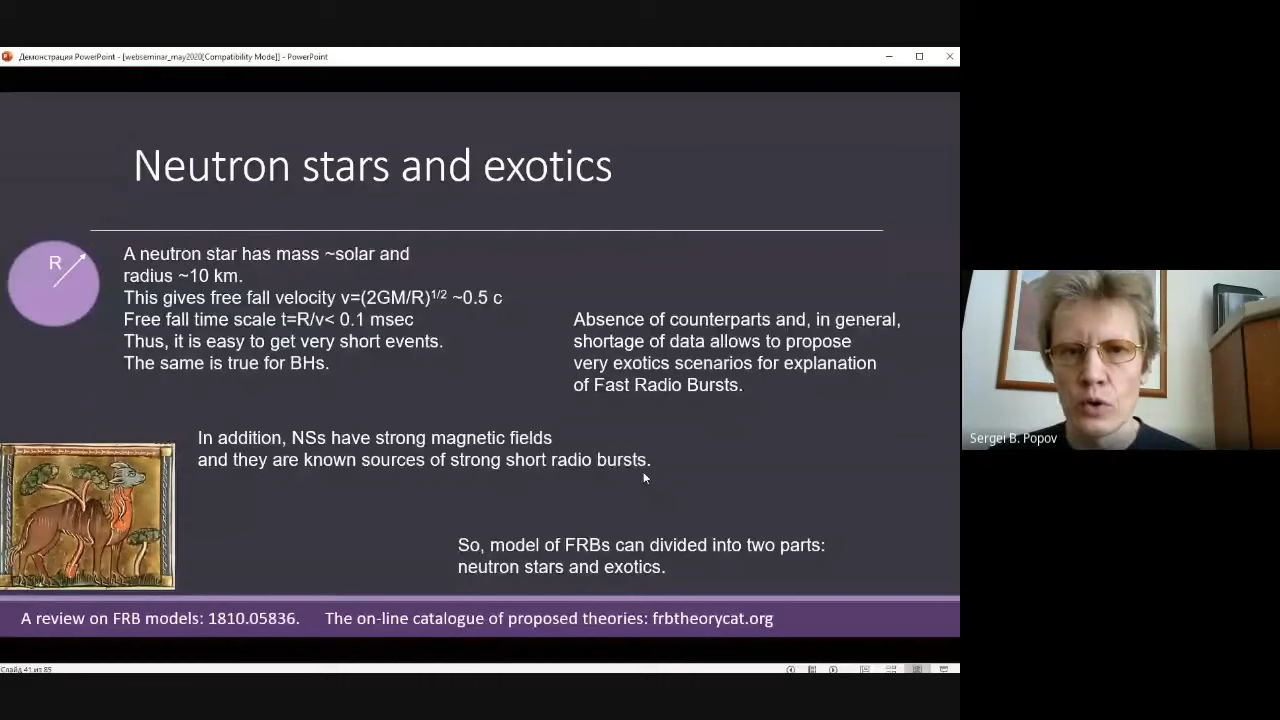 Демонстрация PowerPoint - [webseminar_may2020[Compatibility Mode]] - PowerPoint
Neutron stars and exotics
R
A neutron star has mass ~solar and
radius ~10 km.
This gives free fall velocity v=(2GM/R)1/2 ~0.5 c
Free fall time scale t=R/v< 0.1 msec
Thus, it is easy to get very short events.
The same is true for BHs.
Absence of counterparts and, in general,
shortage of data allows to propose
very exotics scenarios for explanation
of Fast Radio Bursts.
In addition, NSs have strong magnetic fields
and they are known sources of strong short radio bursts.
So, model of FRBs can divided into two parts:
neutron stars and exotics.
A review on FRB models: 1810.05836. The on-line catalogue of proposed theories: frbtheorycat.org
Слайд 41 из 85
Sergei B. Popov